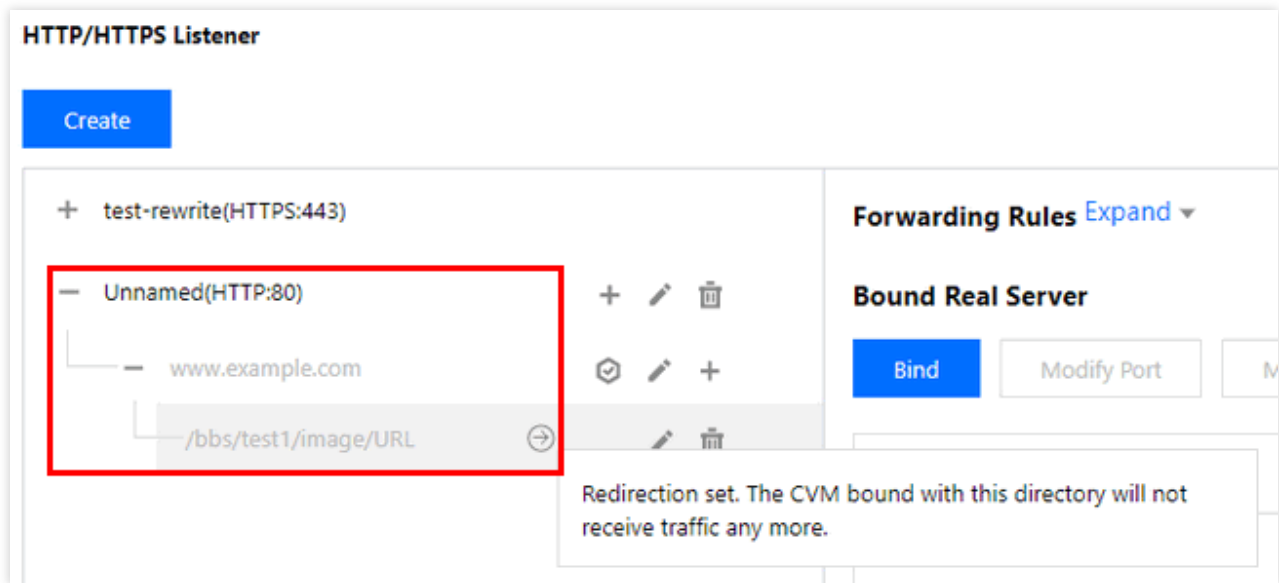 HTTP/HTTPS Listener
Create
test-rewrite(HTTPS:443)
Forwarding Rules Expand
Unnamed(HTTP:80)
Bound Real Server
www.example.com
Bind
Modify Port
M
/bbs/test1/image/URL
Redirection set. The CVM bound with this directory will not
receive traffic any more.